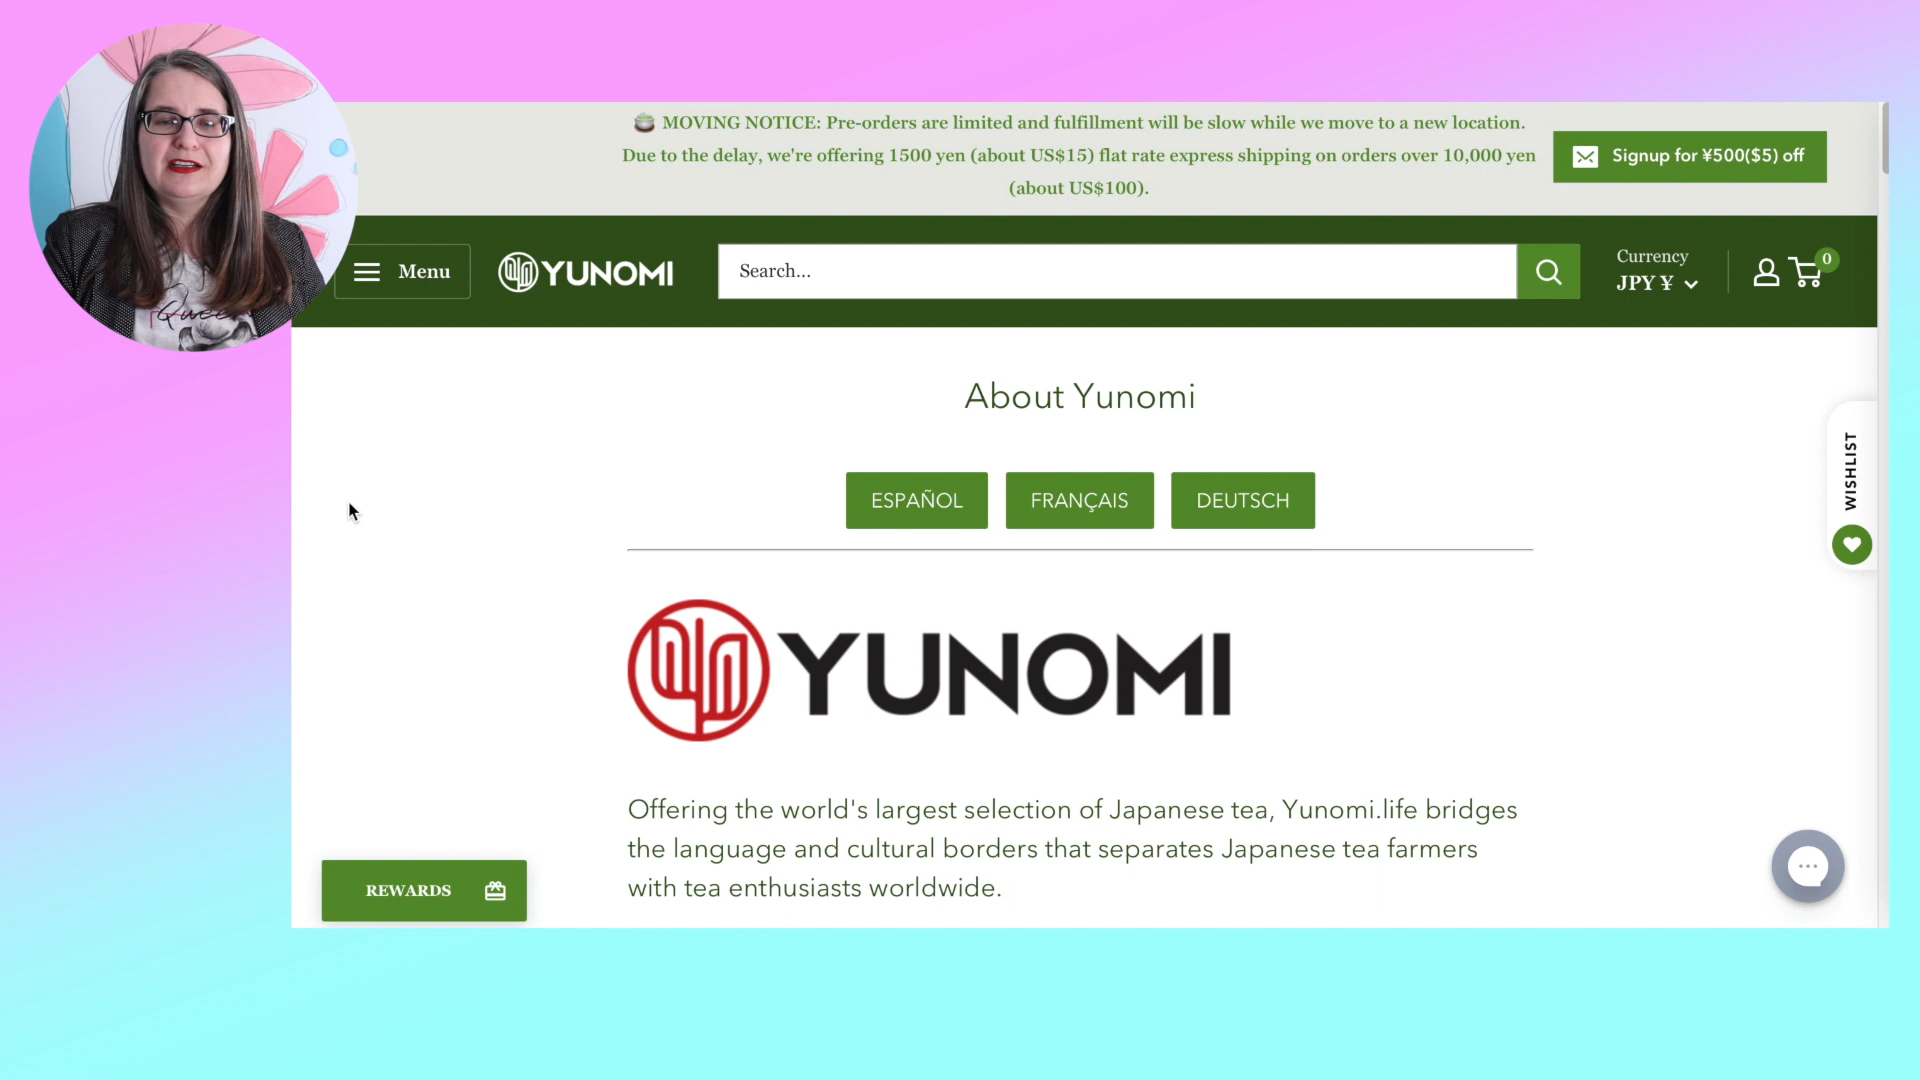 🍵 MOVING NOTICE: Pre-orders are limited and fulfillment will be slow while we move to a new location.
Due to the delay, we're offering 1500 yen (about US$15) flat rate express shipping on orders over 10,000 yen
(about US$100).
Signup for ¥500($5) off
Menu
YUNOMI
Search...
Currency
JPY ¥
0
Queen
About Yunomi
ESPAÑOL
FRANÇAIS
DEUTSCH
WISHLIST
YUNOMI
Offering the world's largest selection of Japanese tea, Yunomi.life bridges
the language and cultural borders that separates Japanese tea farmers
with tea enthusiasts worldwide.
REWARDS